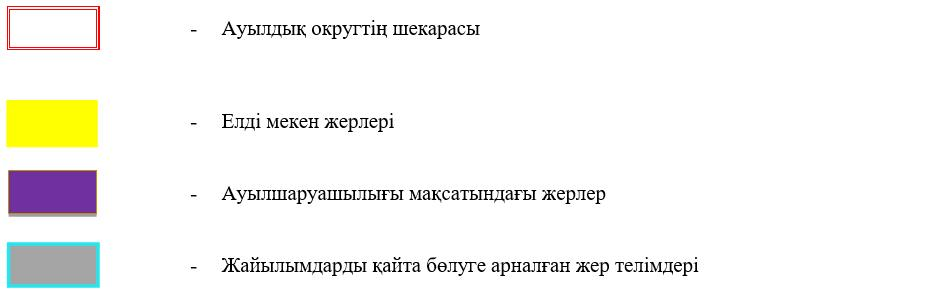 - Ауылдық округтің шекарасы
- Елді мекен жерлері
- Ауылшаруашылығы мақсатындағы жерлер
- Жайылымдарды қайта бөлуге арналған жер телімдері